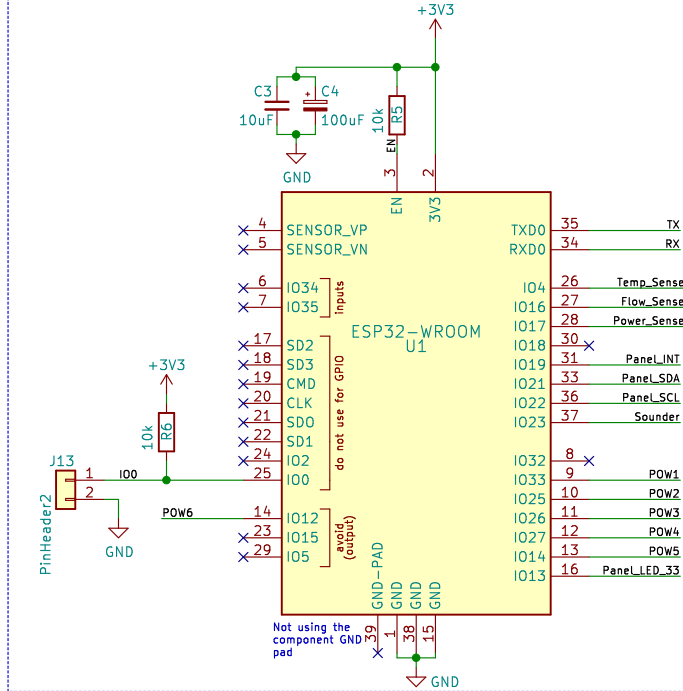 +3V3
C3
C4
+
10uF
100uF
10k
R5
EN
GND
3
2
EN
3V3
4 SENSOR_VP
5 SENSOR_VN
6 IO34
7 IO35
inputs
17 SD2
18 SD3
19 CMD
20 CLK
21 SD0
22 SD1
24 IO2
25 IO0
do not use for GPIO
14 IO12
23 IO15
29 IO5
avoid
(output)
ESP32-WROOM
U1
TXD0 35 TX
RXD0 34 RX
IO4 26 Temp_Sense
IO16 27 Flow_Sense
IO17 28 Power_Sense
IO18 30
IO19 31 Panel_INT
IO21 33 Panel_SDA
IO22 36 Panel_SCL
IO23 37 Sounder
IO32 8
IO33 9 POW1
IO25 10 POW2
IO26 11 POW3
IO27 12 POW4
IO14 13 POW5
IO13 16 Panel_LED_33
+3V3
10k
R6
J13
1 IO0
2
PinHeader2
GND
POW6
GND-PAD
GND
GND
GND
39
1
38
15
Not using the
component GND
pad
GND